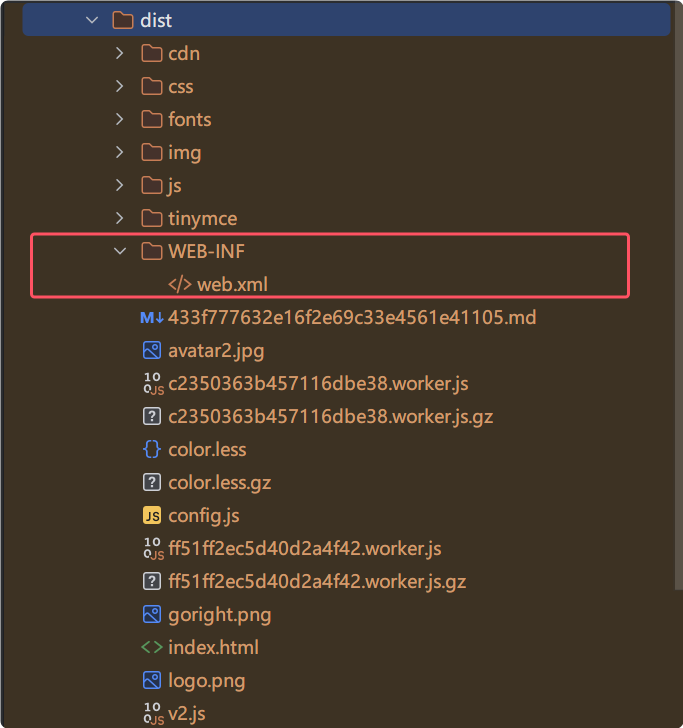 dist
cdn
css
fonts
img
js
tinymce
WEB-INF
</> web.xml
M↓ 433f777632e16f2e69c33e4561e41105.md
avatar2.jpg
c2350363b457116dbe38.worker.js
c2350363b457116dbe38.worker.js.gz
{} color.less
color.less.gz
JS config.js
ff51ff2ec5d40d2a4f42.worker.js
ff51ff2ec5d40d2a4f42.worker.js.gz
goright.png
<> index.html
logo.png
v2.js